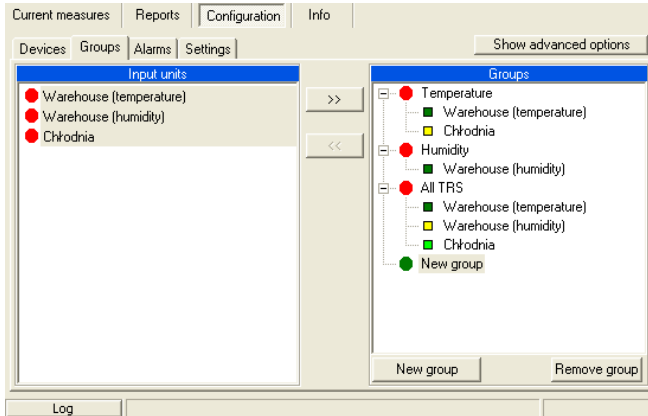 Current measures Reports Configuration Info
Devices Groups Alarms Settings Show advanced options
Input units
Warehouse (temperature)
Warehouse (humidity)
Chłodnia
>>
<<
Groups
Temperature
Warehouse (temperature)
Chłodnia
Humidity
Warehouse (humidity)
All TRS
Warehouse (temperature)
Warehouse (humidity)
Chłodnia
New group
New group Remove group
Log